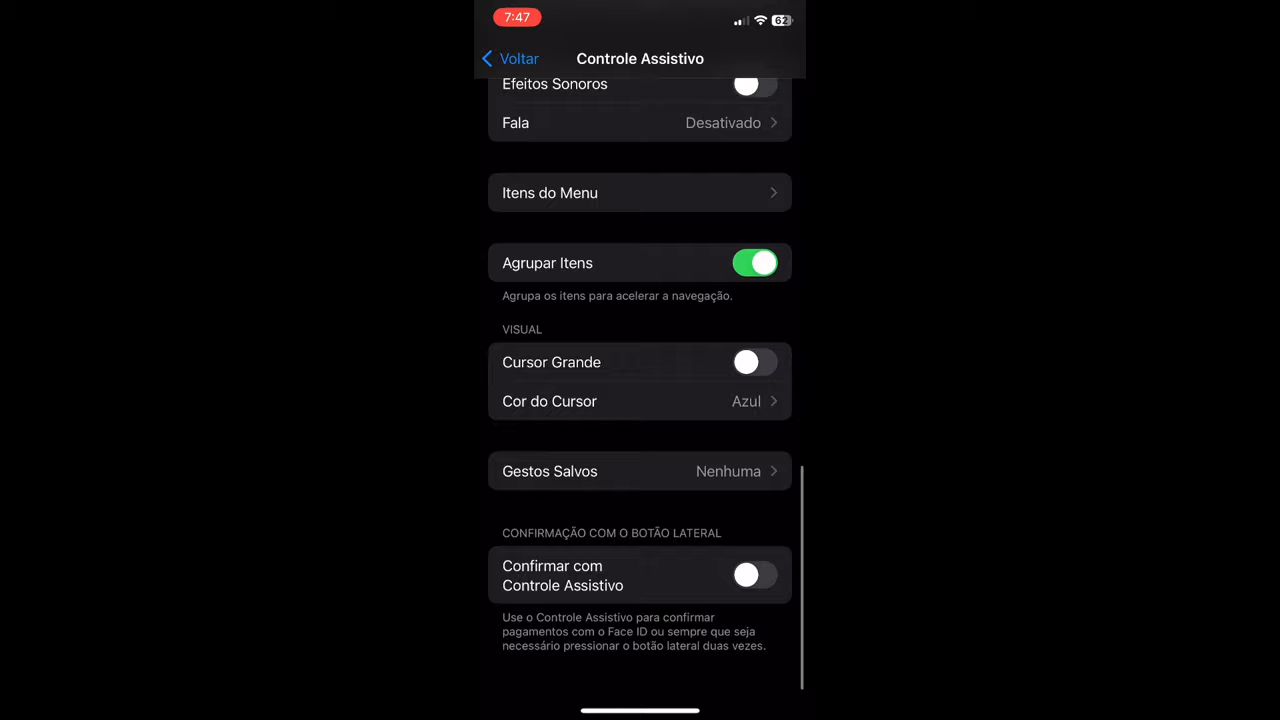 7:47
62
Voltar
Controle Assistivo
Efeitos Sonoros
Fala
Desativado
Itens do Menu
Agrupar Itens
Agrupa os itens para acelerar a navegação.
VISUAL
Cursor Grande
Cor do Cursor
Azul
Gestos Salvos
Nenhuma
CONFIRMAÇÃO COM O BOTÃO LATERAL
Confirmar com
Controle Assistivo
Use o Controle Assistivo para confirmar
pagamentos com o Face ID ou sempre que seja
necessário pressionar o botão lateral duas vezes.